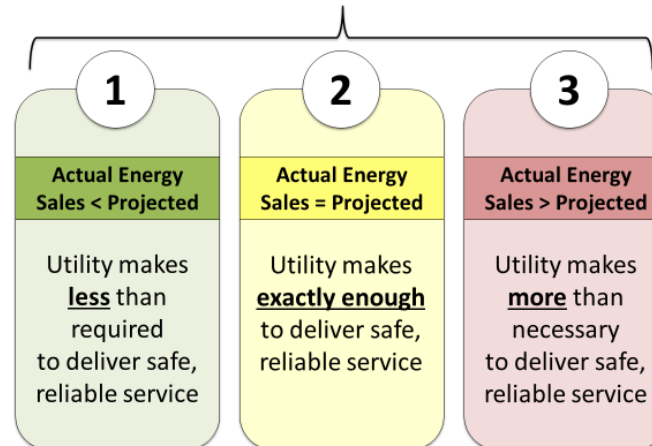 1
Actual Energy
Sales < Projected
Utility makes
less than
required
to deliver safe,
reliable service
2
Actual Energy
Sales = Projected
Utility makes
exactly enough
to deliver safe,
reliable service
3
Actual Energy
Sales > Projected
Utility makes
more than
necessary
to deliver safe,
reliable service